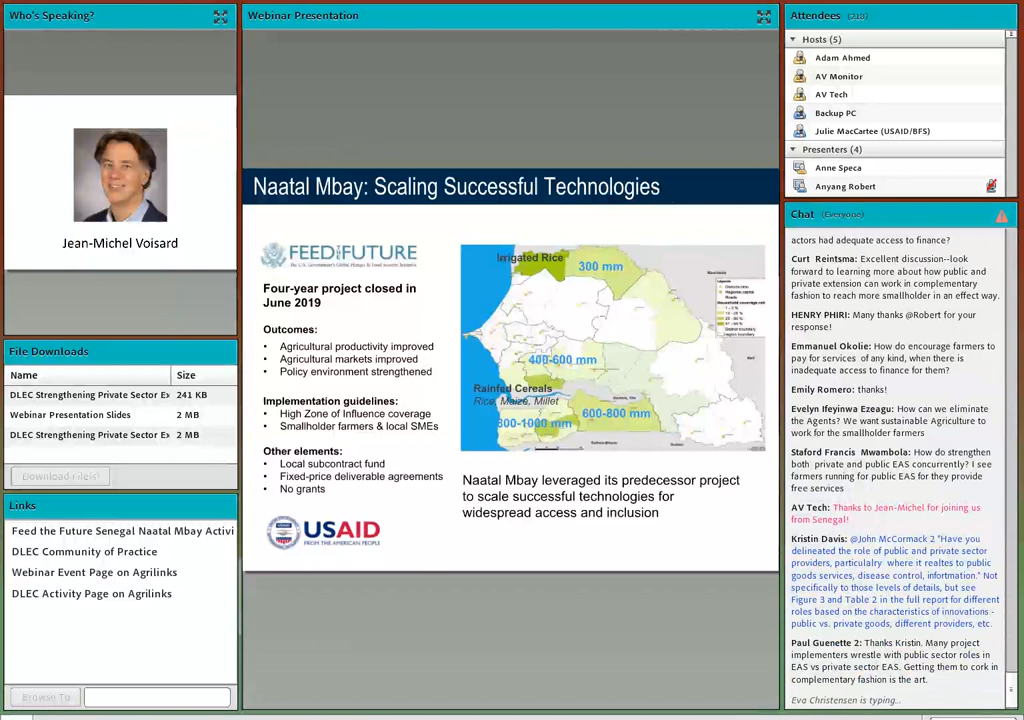 Who's Speaking?
Jean-Michel Voisard
File Downloads
Name Size
DLEC Strengthening Private Sector Ex 241 KB
Webinar Presentation Slides 2 MB
DLEC Strengthening Private Sector Ex 2 MB
Download File(s)
Links
Feed the Future Senegal Naatal Mbay Activi
DLEC Community of Practice
Webinar Event Page on Agrilinks
DLEC Activity Page on Agrilinks
Browse To
Webinar Presentation
Naatal Mbay: Scaling Successful Technologies
FEED THE FUTURE
The U.S. Government's Global Hunger & Food Security Initiative
Four-year project closed in
June 2019
Outcomes:
• Agricultural productivity improved
• Agricultural markets improved
• Policy environment strengthened
Implementation guidelines:
• High Zone of Influence coverage
• Smallholder farmers & local SMEs
Other elements:
• Local subcontract fund
• Fixed-price deliverable agreements
• No grants
USAID
FROM THE AMERICAN PEOPLE
Irrigated Rice
300 mm
400-600 mm
Rainfed Cereals
Rice, Maize, Millet
600-800 mm
800-1000 mm
Naatal Mbay leveraged its predecessor project
to scale successful technologies for
widespread access and inclusion
Attendees (218)
Hosts (5)
Adam Ahmed
AV Monitor
AV Tech
Backup PC
Julie MacCartee (USAID/BFS)
Presenters (4)
Anne Speca
Anyang Robert
Chat (Everyone)
actors had adequate access to finance?
Curt Reintsma: Excellent discussion--look
forward to learning more about how public and
private extension can work in complementary
fashion to reach more smallholder in an effect way.
HENRY PHIRI: Many thanks @Robert for your
response!
Emmanuel Okolie: How do encourage farmers to
pay for services of any kind, when there is
inadequate access to finance for them?
Emily Romero: thanks!
Evelyn Ifeyinwa Ezeagu: How can we eliminate
the Agents? We want sustainable Agriculture to
work for the smallholder farmers
Staford Francis Mwambola: How do strengthen
both private and public EAS concurrently? I see
farmers running for public EAS for they provide
free services
AV Tech: Thanks to Jean-Michel for joining us
from Senegal!
Kristin Davis: @John McCormack 2 "Have you
delineated the role of public and private sector
providers, particulalry where it realtes to public
goods services, disease control, infortmation." Not
specifically to those levels of details, but see
Figure 3 and Table 2 in the full report for different
roles based on the characteristics of innovations -
public vs. private goods, different providers, etc.
Paul Guenette 2: Thanks Kristin. Many project
implementers wrestle with public sector roles in
EAS vs private sector EAS. Getting them to cork in
complementary fashion is the art.
Eva Christensen is typing...